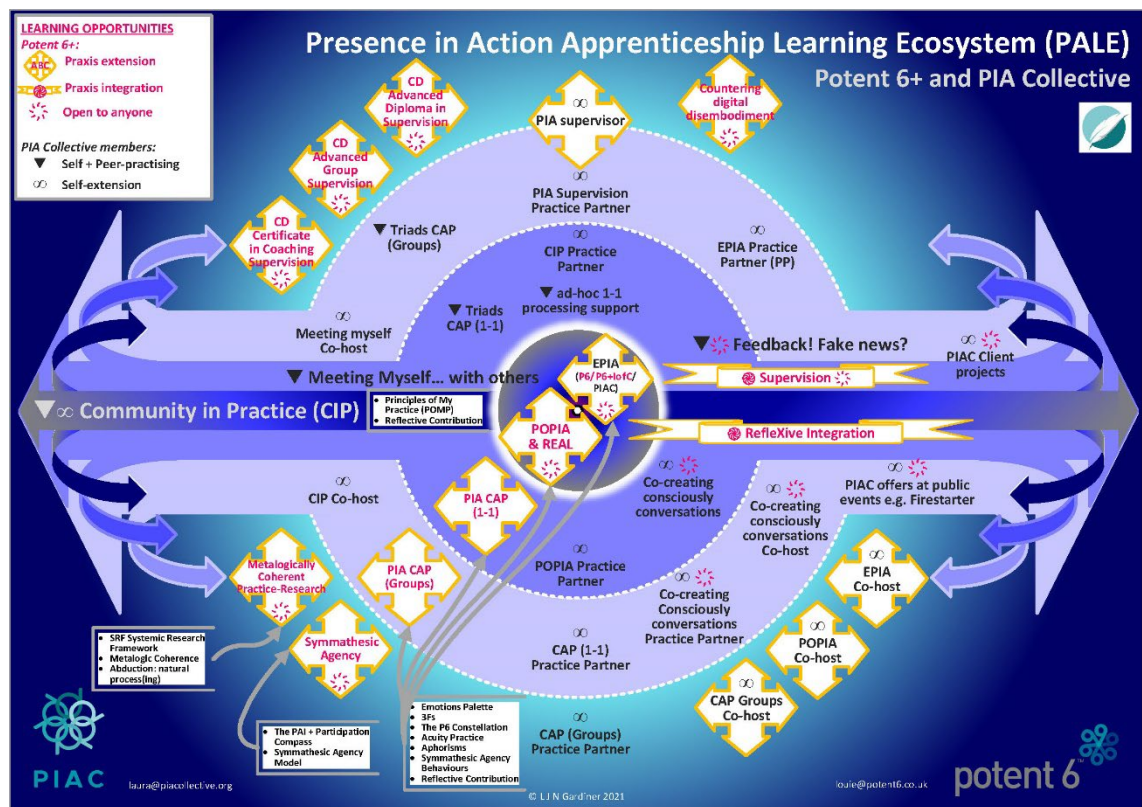 LEARNING OPPORTUNITIES
Potent 6+:
ABC
Praxis extension
Praxis integration
Open to anyone
PIA Collective members:
▼ Self + Peer-practising
∞ Self-extension
Presence in Action Apprenticeship Learning Ecosystem (PALE)
Potent 6+ and PIA Collective
CD
Advanced
Diploma in
Supervision
∞
PIA supervisor
Countering
digital
disembodiment
CD
Advanced
Group
Supervision
CD
Certificate
in Coaching
Supervision
∞
PIA Supervision
Practice Partner
▼ Triads CAP
(Groups)
∞
CIP Practice
Partner
∞
EPIA Practice
Partner (PP)
▼ ad-hoc 1-1
processing support
▼ Triads
CAP (1-1)
∞
Meeting myself
Co-host
▼ Feedback! Fake news?
∞
PIAC Client
projects
EPIA
(P6/P6+IofC/
PIAC)
▼ Meeting Myself... with others
Supervision
▼∞ Community in Practice (CIP)
• Principles of My
Practice (POMP)
• Reflective Contribution
POPIA
& REAL
RefleXive Integration
∞
CIP Co-host
PIA CAP
(1-1)
∞
Co-creating
consciously
conversations
∞
Co-creating
consciously
conversations
Co-host
∞
PIAC offers at public
events e.g. Firestarter
Metalogically
Coherent
Practice-Research
PIA CAP
(Groups)
∞
POPIA Practice
Partner
∞
Co-creating
Consciously
conversations
Practice Partner
∞
EPIA
Co-host
∞
POPIA
Co-host
∞
CAP Groups
Co-host
Symmathesic
Agency
∞
CAP (1-1)
Practice Partner
• SRF Systemic Research
Framework
• Metalogic Coherence
• Abduction: natural
process(ing)
• The PAI + Participation
Compass
• Symmathesic Agency
Model
• Emotions Palette
• 3Fs
• The P6 Constellation
• Acuity Practice
• Aphorisms
• Symmathesic Agency
Behaviours
• Reflective Contribution
∞
CAP (Groups)
Practice Partner
PIAC
laura@piacollective.org
© L J N Gardiner 2021
louie@potent6.co.uk
potent 6™